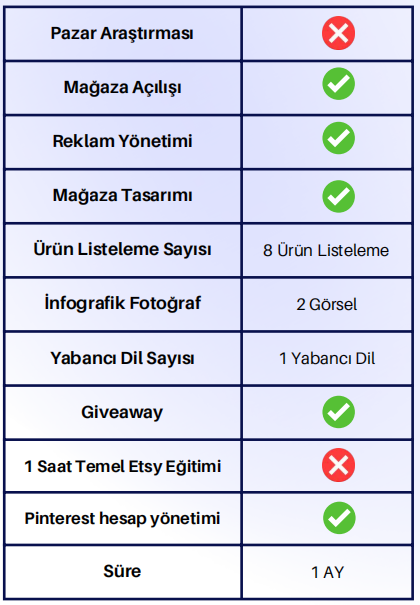 Pazar Araştırması
Mağaza Açılışı
Reklam Yönetimi
Mağaza Tasarımı
Ürün Listeleme Sayısı 8 Ürün Listeleme
İnfografik Fotoğraf 2 Görsel
Yabancı Dil Sayısı 1 Yabancı Dil
Giveaway
1 Saat Temel Etsy Eğitimi
Pinterest hesap yönetimi
Süre 1 AY